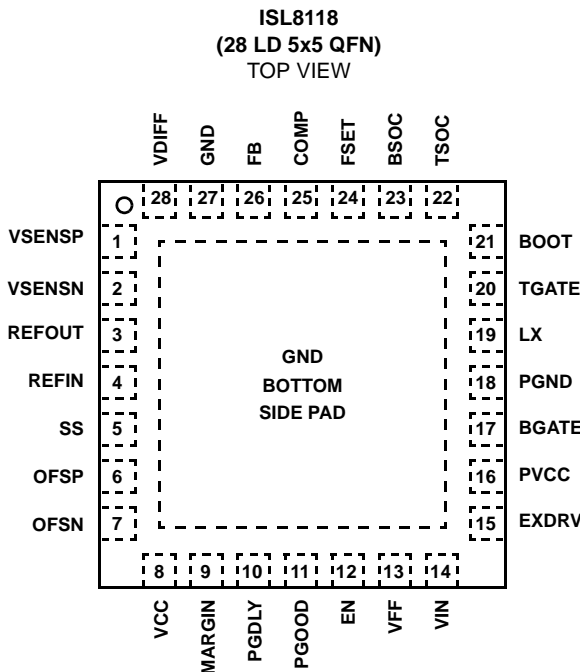 ISL8118
(28 LD 5x5 QFN)
TOP VIEW
VDIFF
GND
FB
COMP
FSET
BSOC
TSOC
28
27
26
25
24
23
22
VSENSP
1
VSENSN
2
REFOUT
3
REFIN
4
SS
5
OFSP
6
OFSN
7
GND
BOTTOM
SIDE PAD
21
BOOT
20
TGATE
19
LX
18
PGND
17
BGATE
16
PVCC
15
EXDRV
8
9
10
11
12
13
14
VCC
MARGIN
PGDLY
PGOOD
EN
VFF
VIN